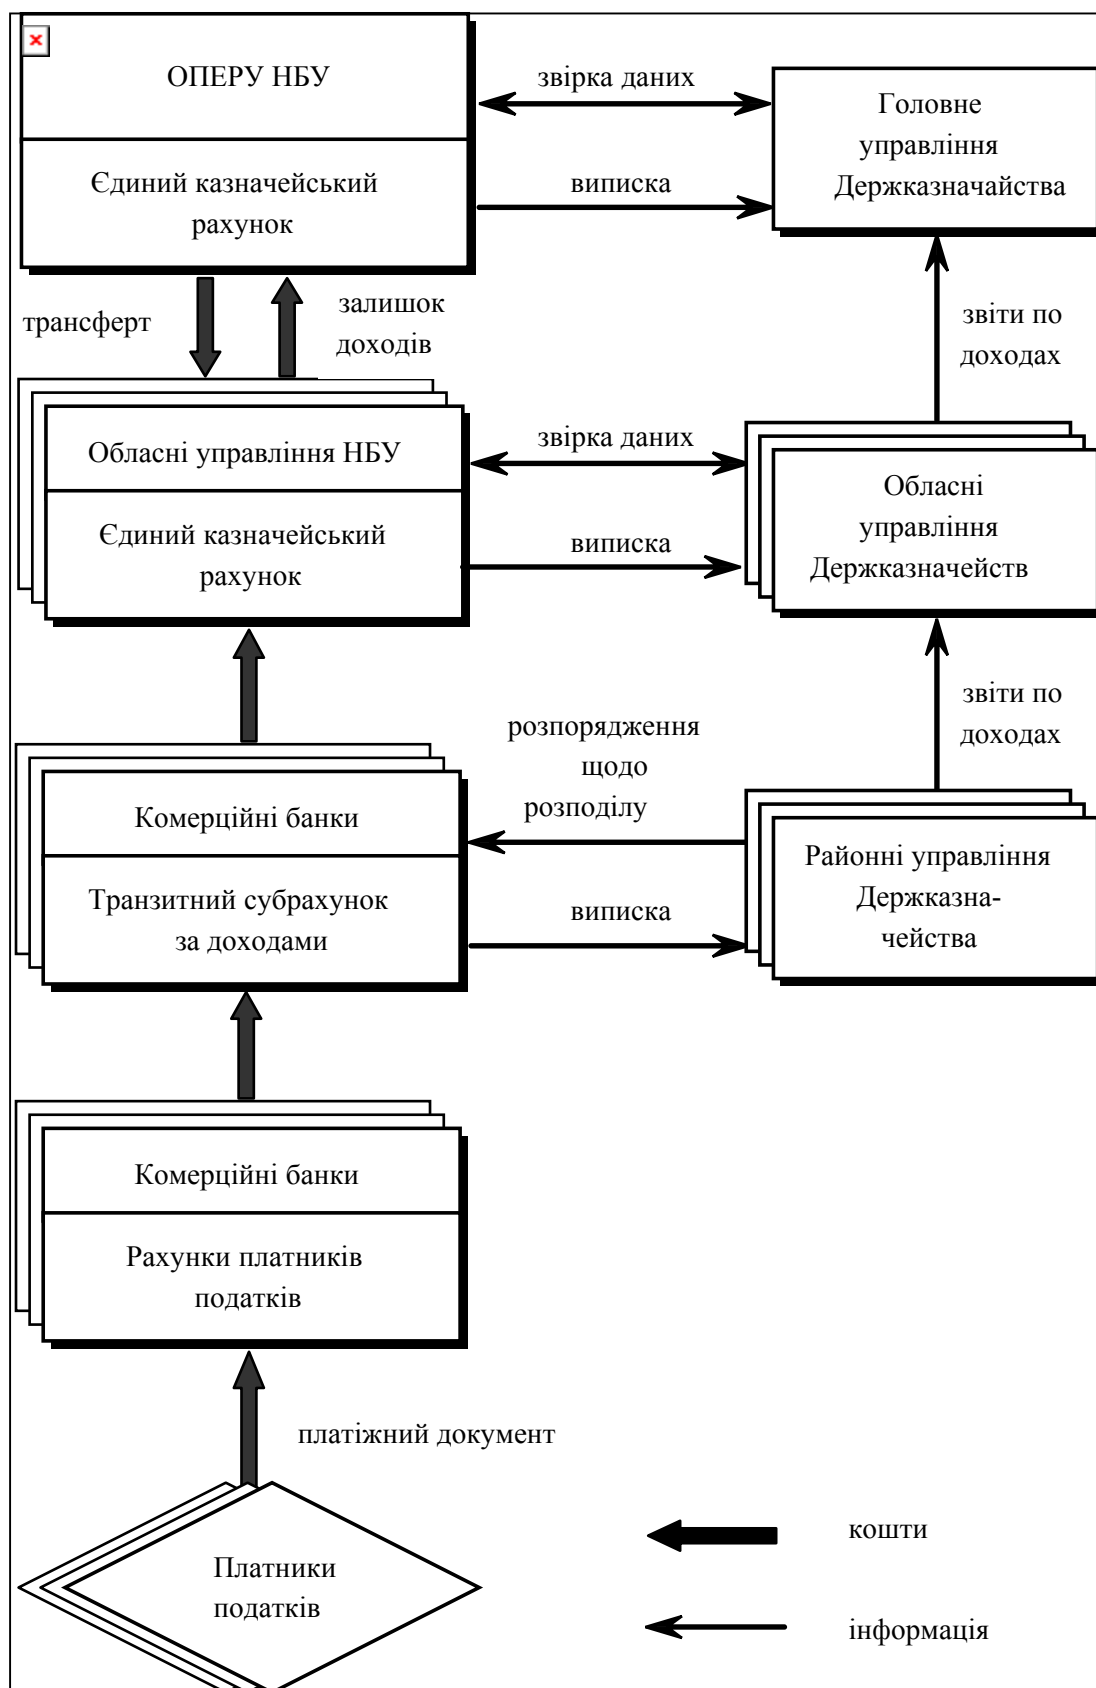 ОПЕРУ НБУ
Єдиний казначейський
рахунок
звірка даних
виписка
Головне
управління
Держказначайства
трансферт
залишок
доходів
звіти по
доходах
Обласні управління НБУ
Єдиний казначейський
рахунок
звірка даних
виписка
Обласні
управління
Держказначейств
звіти по
доходах
розпорядження
щодо
розподілу
Комерційні банки
Транзитний субрахунок
за доходами
виписка
Районні управління
Держказна-
чейства
Комерційні банки
Рахунки платників
податків
платіжний документ
Платники
податків
кошти
інформація